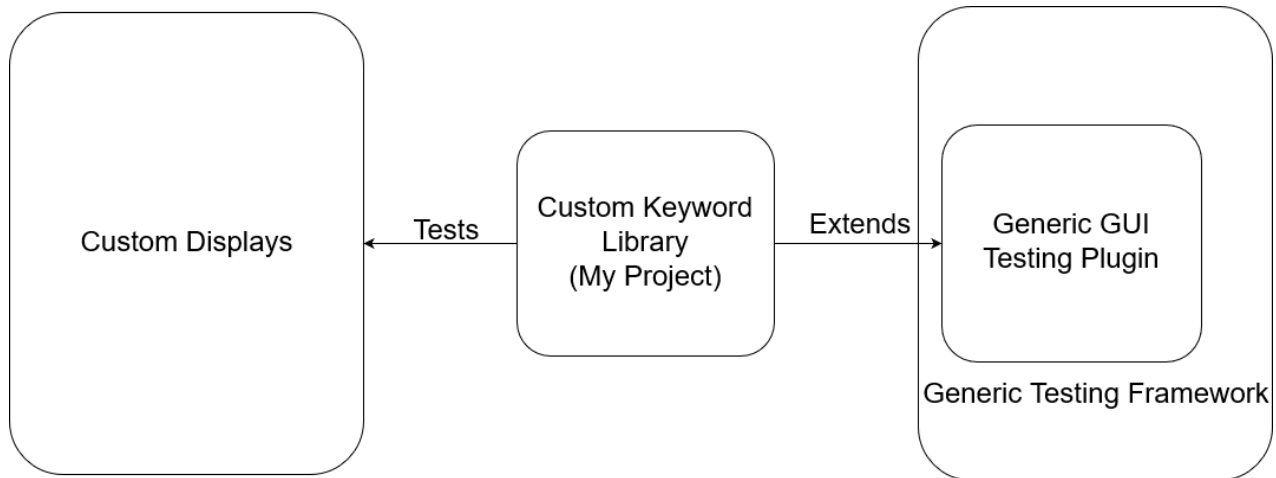 Custom Displays
Tests
Custom Keyword
Library
(My Project)
Extends
Generic GUI
Testing Plugin
Generic Testing Framework